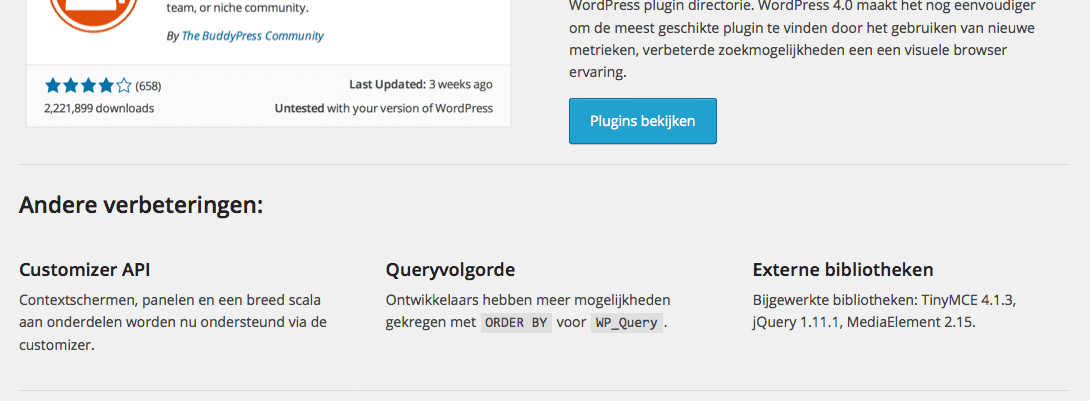 team, or niche community.
By The BuddyPress Community
(658)
Last Updated: 3 weeks ago
2,221,899 downloads
Untested with your version of WordPress
WordPress plugin directorie. WordPress 4.0 maakt het nog eenvoudiger
om de meest geschikte plugin te vinden door het gebruiken van nieuwe
metrieken, verbeterde zoekmogelijkheden een een visuele browser
ervaring.
Plugins bekijken
Andere verbeteringen:
Customizer API
Contextschermen, panelen en een breed scala
aan onderdelen worden nu ondersteund via de
customizer.
Queryvolgorde
Ontwikkelaars hebben meer mogelijkheden
gekregen met ORDER BY voor WP_Query.
Externe bibliotheken
Bijgewerkte bibliotheken: TinyMCE 4.1.3,
jQuery 1.11.1, MediaElement 2.15.